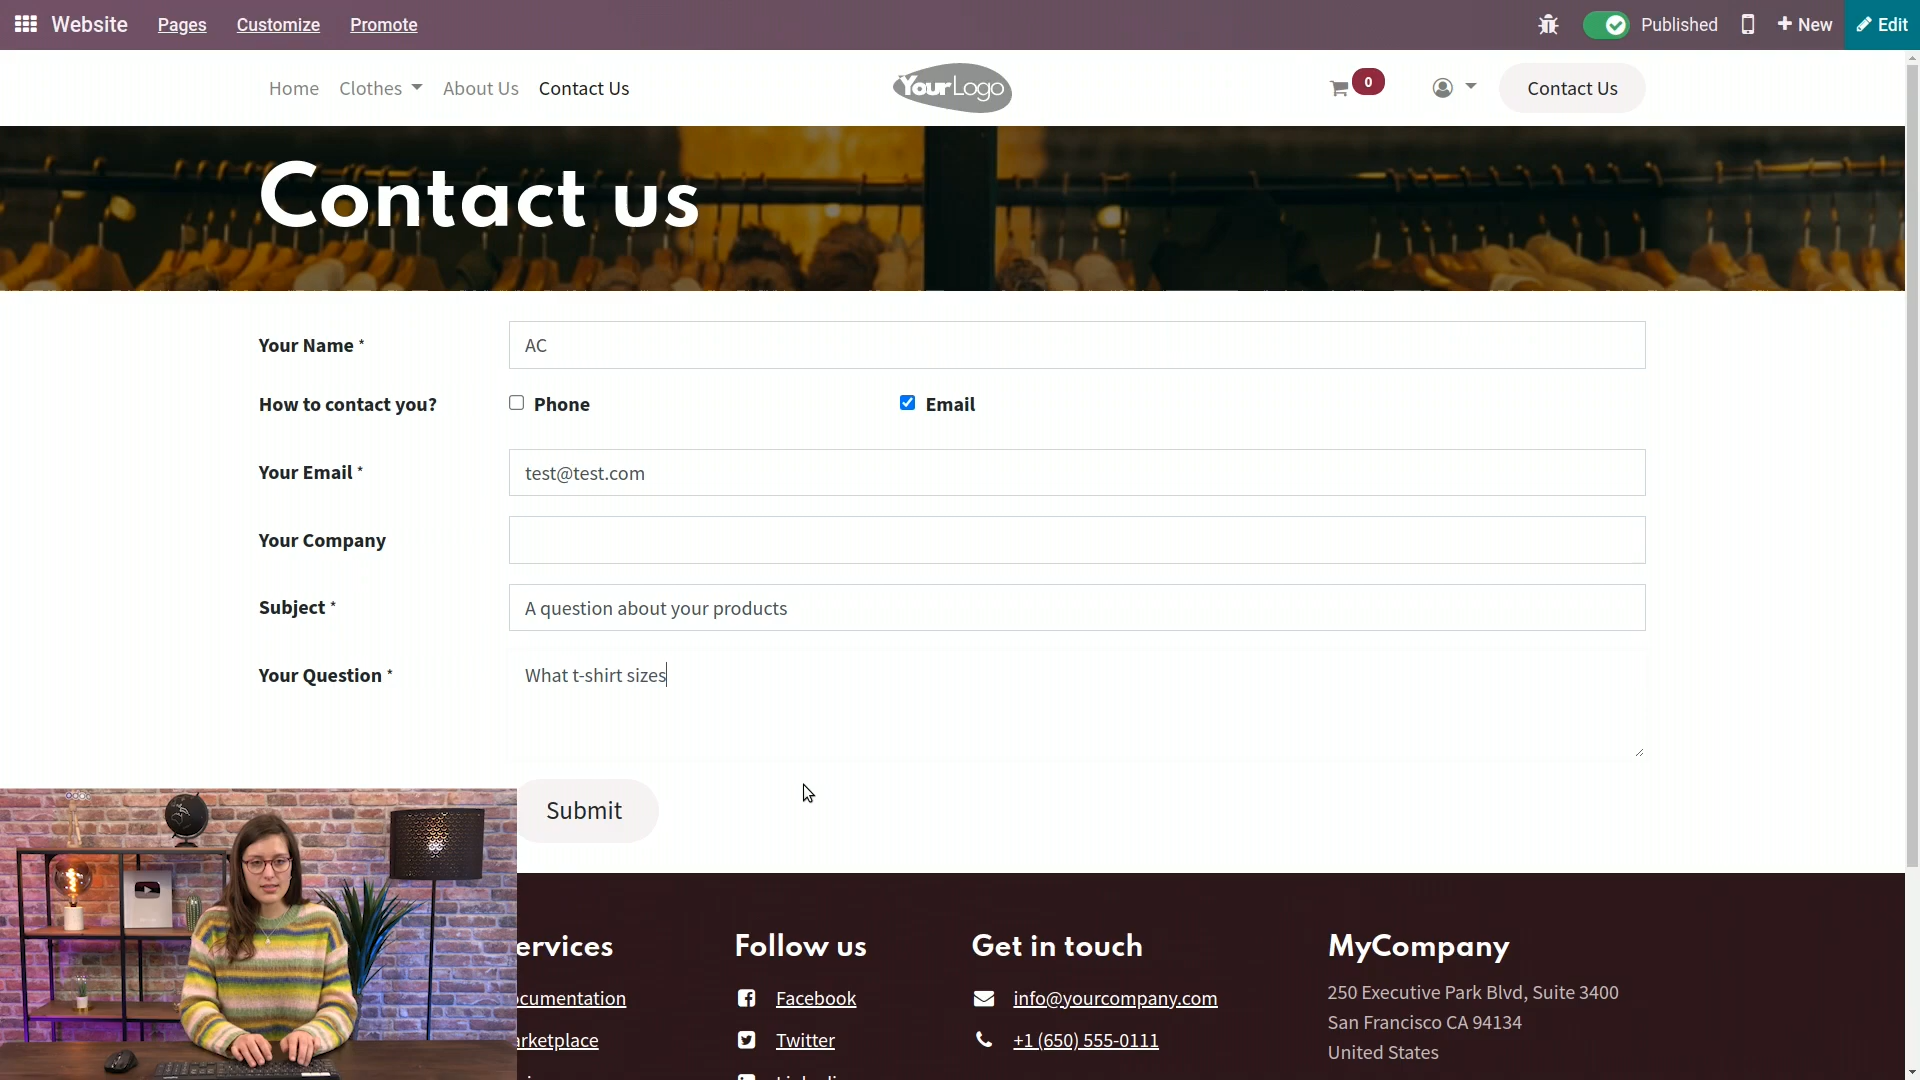 Website Pages Customize Promote Published New Edit
Home Clothes About Us Contact Us YourLogo 0 Contact Us
Contact us
Your Name * AC
How to contact you? Phone Email
Your Email * test@test.com
Your Company
Subject * A question about your products
Your Question * What t-shirt sizes
Submit
ervices Follow us Get in touch MyCompany
ocumentation Facebook info@yourcompany.com 250 Executive Park Blvd, Suite 3400
San Francisco CA 94134
arketplace Twitter +1 (650) 555-0111
United States